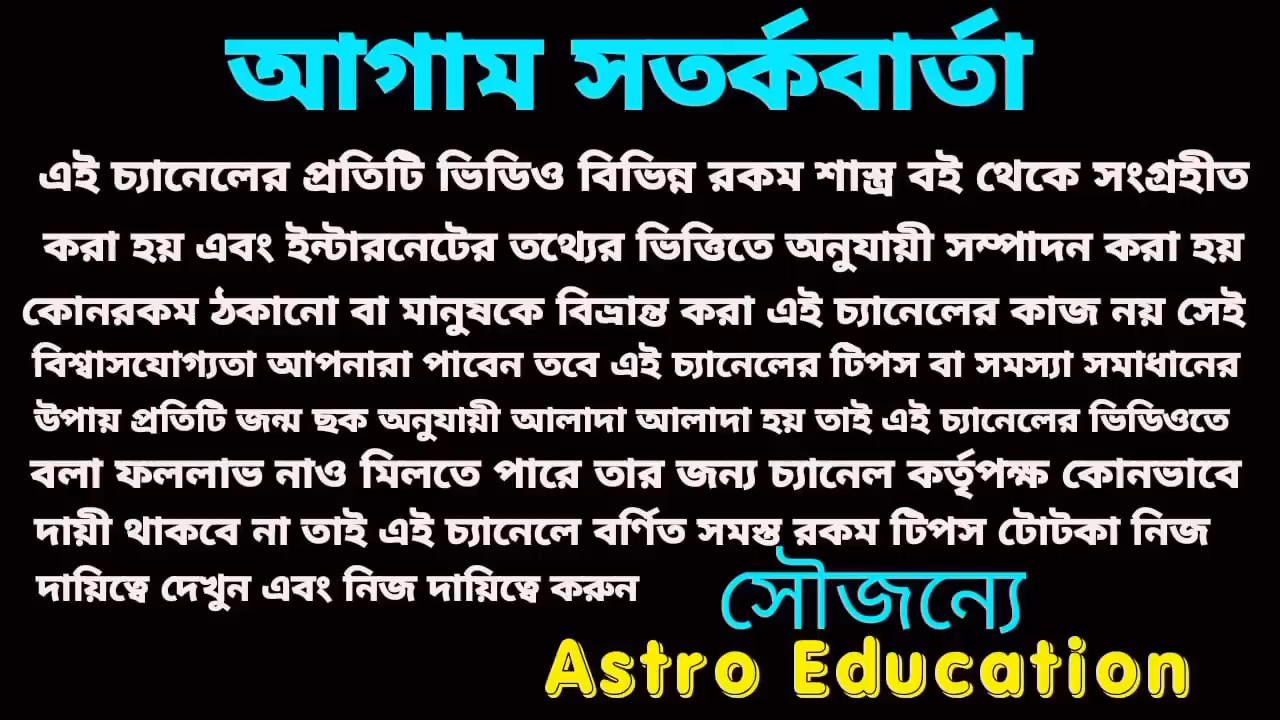 আগাম সতর্কবার্তা
এই চ্যানেলের প্রতিটি ভিডিও বিভিন্ন রকম শাস্ত্র বই থেকে সংগ্রহীত
করা হয় এবং ইন্টারনেটের তথ্যের ভিত্তিতে অনুযায়ী সম্পাদন করা হয়
কোনরকম ঠকানো বা মানুষকে বিভ্রান্ত করা এই চ্যানেলের কাজ নয় সেই
বিশ্বাসযোগ্যতা আপনারা পাবেন তবে এই চ্যানেলের টিপস বা সমস্যা সমাধানের
উপায় প্রতিটি জন্ম ছক অনুযায়ী আলাদা আলাদা হয় তাই এই চ্যানেলের ভিডিওতে
বলা ফললাভ নাও মিলতে পারে তার জন্য চ্যানেল কর্তৃপক্ষ কোনভাবে
দায়ী থাকবে না তাই এই চ্যানেলে বর্ণিত সমস্ত রকম টিপস টোটকা নিজ
দায়িত্বে দেখুন এবং নিজ দায়িত্বে করুন
সৌজন্যে
Astro Education